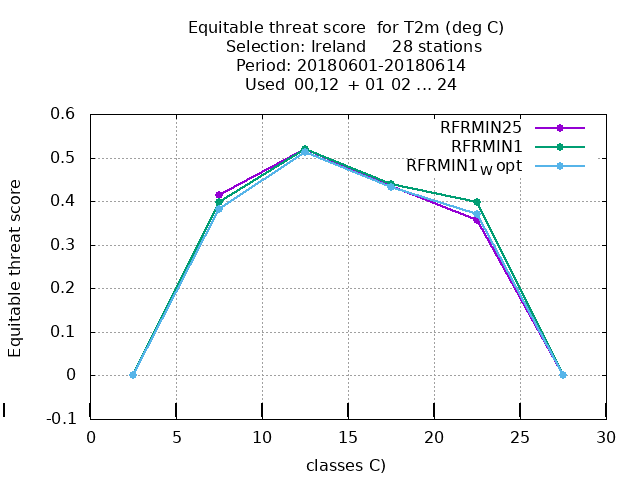 Equitable threat score for T2m (deg C)
Selection: Ireland 28 stations
Period: 20180601-20180614
Used 00,12 + 01 02 ... 24
0.6
0.5
0.4
0.3
0.2
0.1
0
-0.1
Equitable threat score
RFRMIN25
RFRMIN1
RFRMIN1W opt
0 5 10 15 20 25 30
classes C)